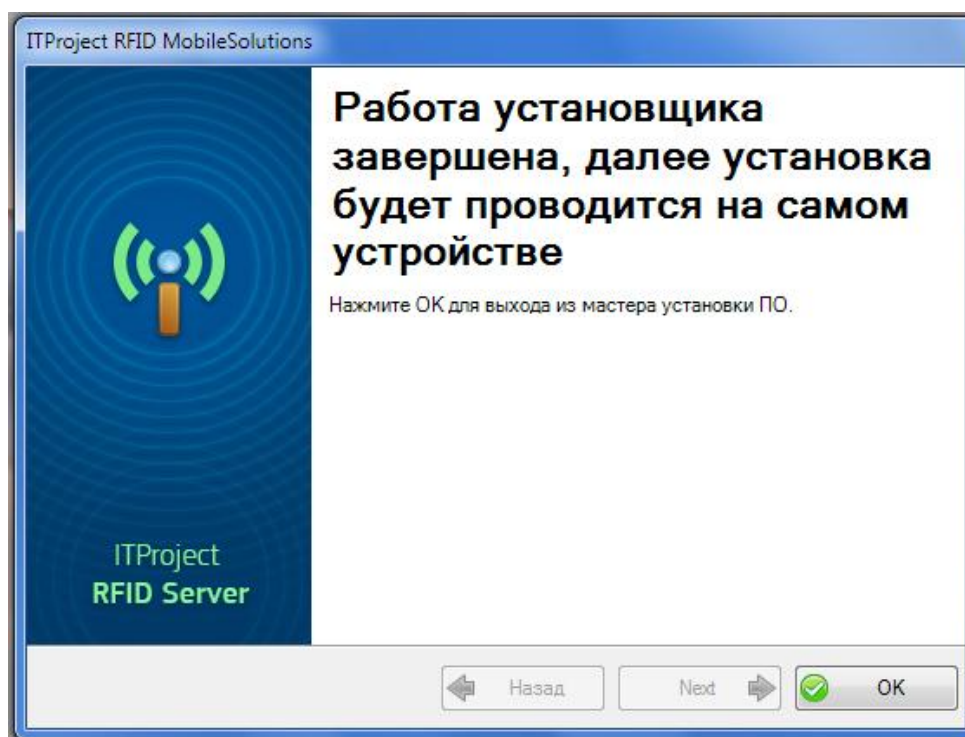 ITProject RFID MobileSolutions
Работа установщика
завершена, далее установка
будет проводится на самом
устройстве
Нажмите ОК для выхода из мастера установки ПО.
ITProject
RFID Server
Назад
Next
OK